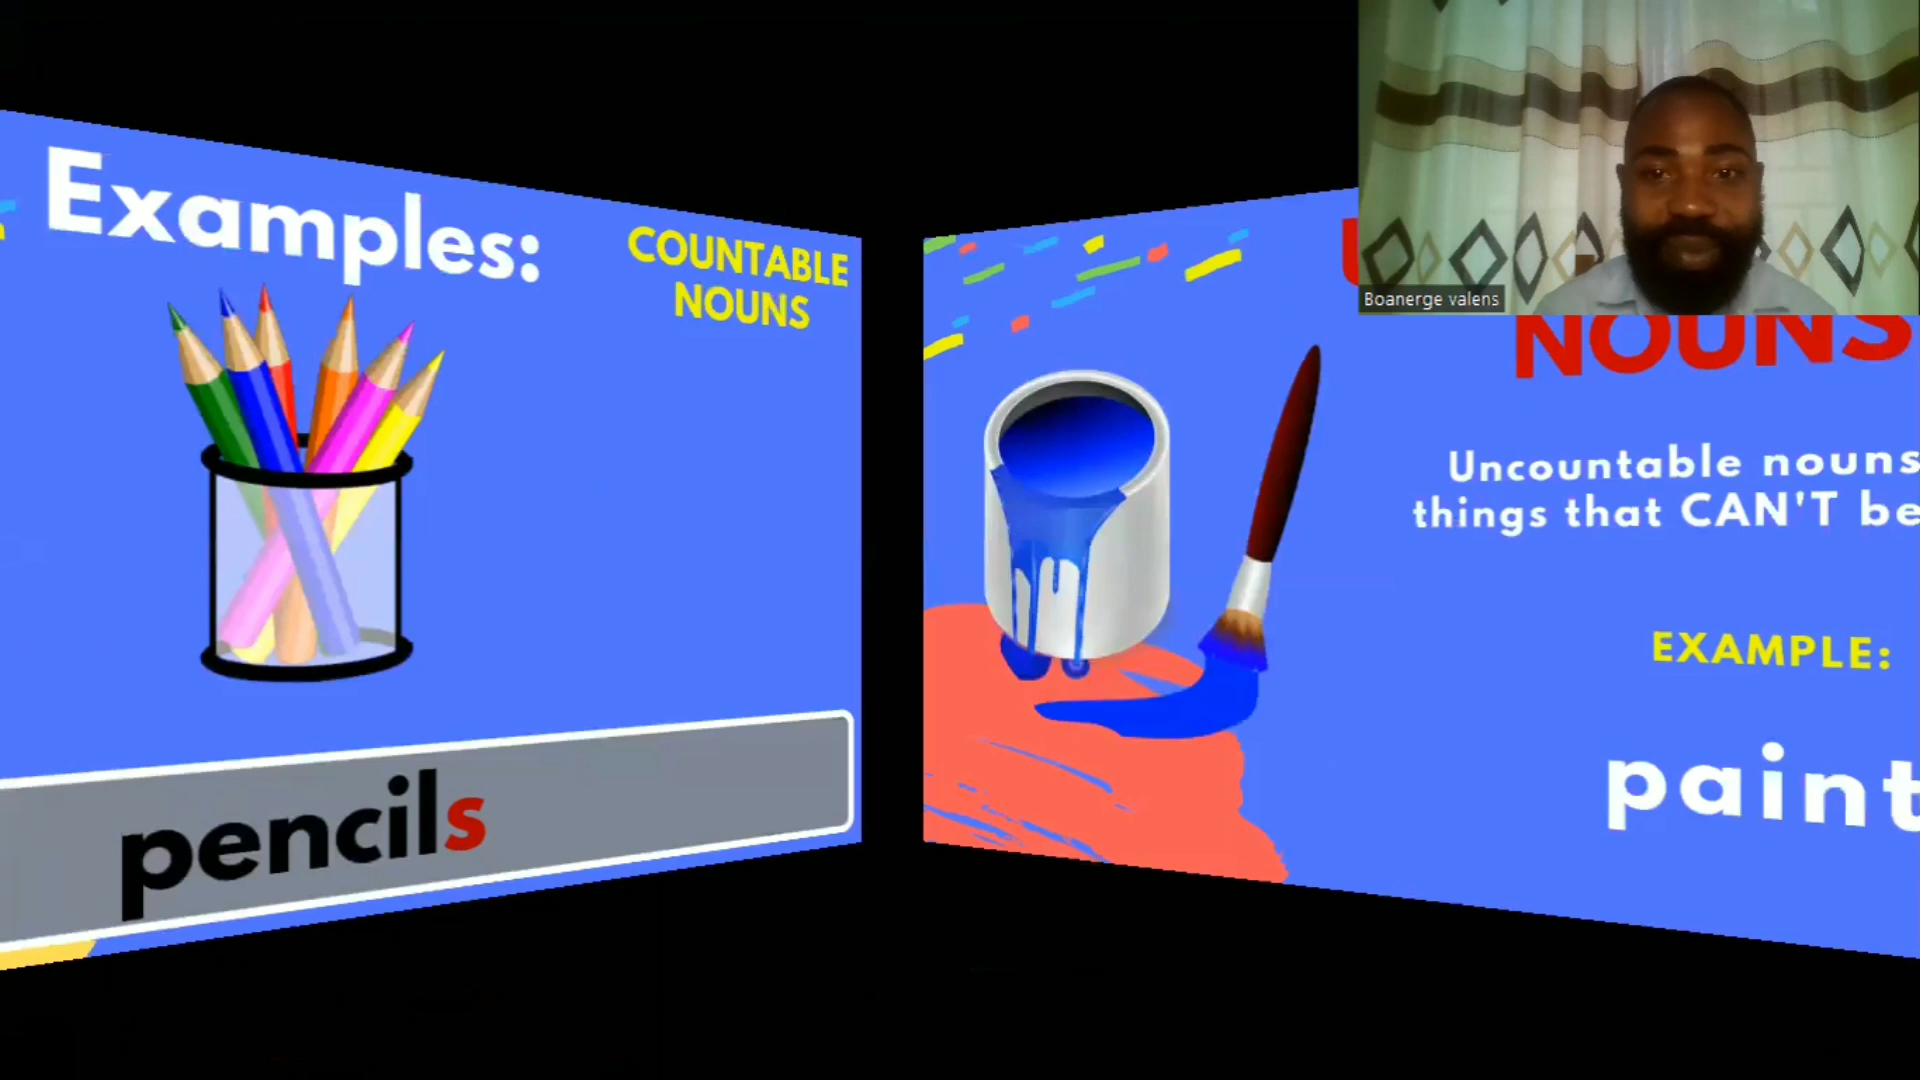 Examples:
COUNTABLE
NOUNS
pencils
NOUNS
Uncountable nouns
things that CAN'T be
EXAMPLE:
paint
Boanerge valens